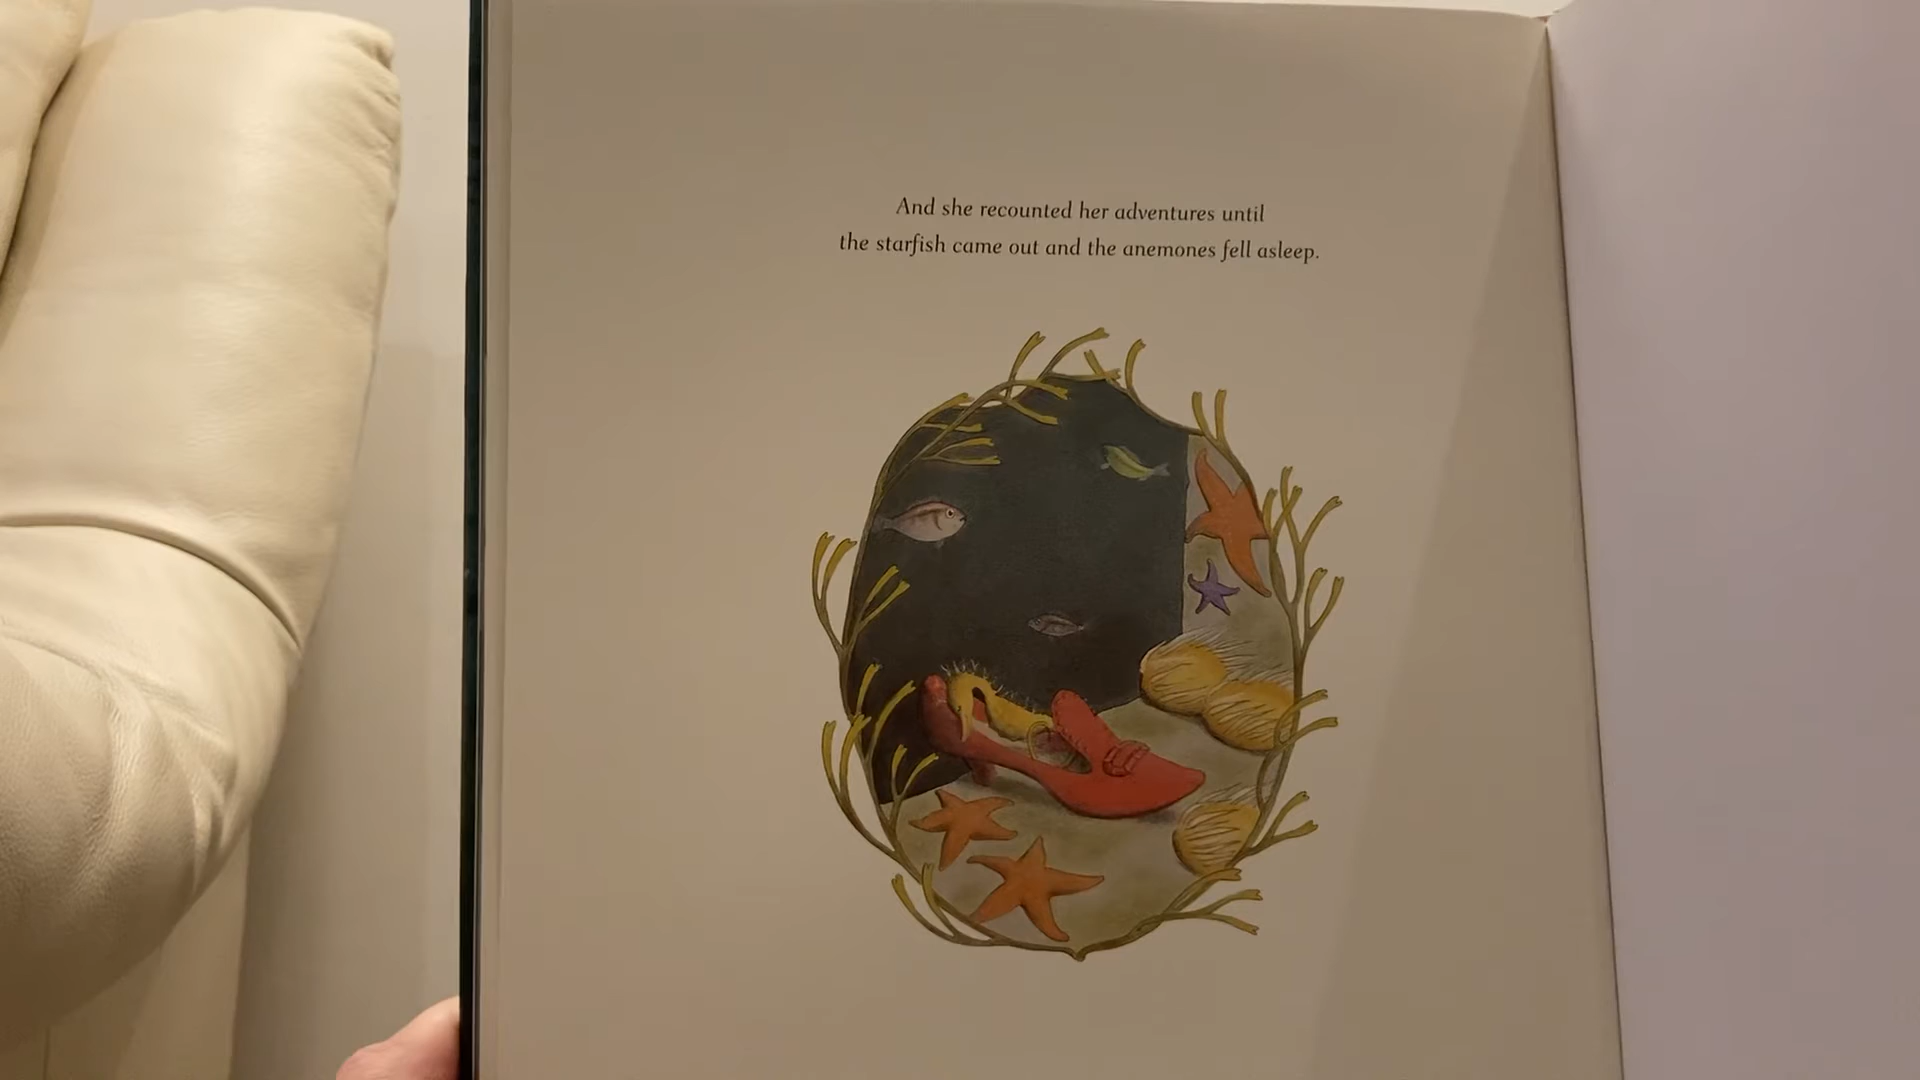 And she recounted her adventures until
the starfish came out and the anemones fell asleep.